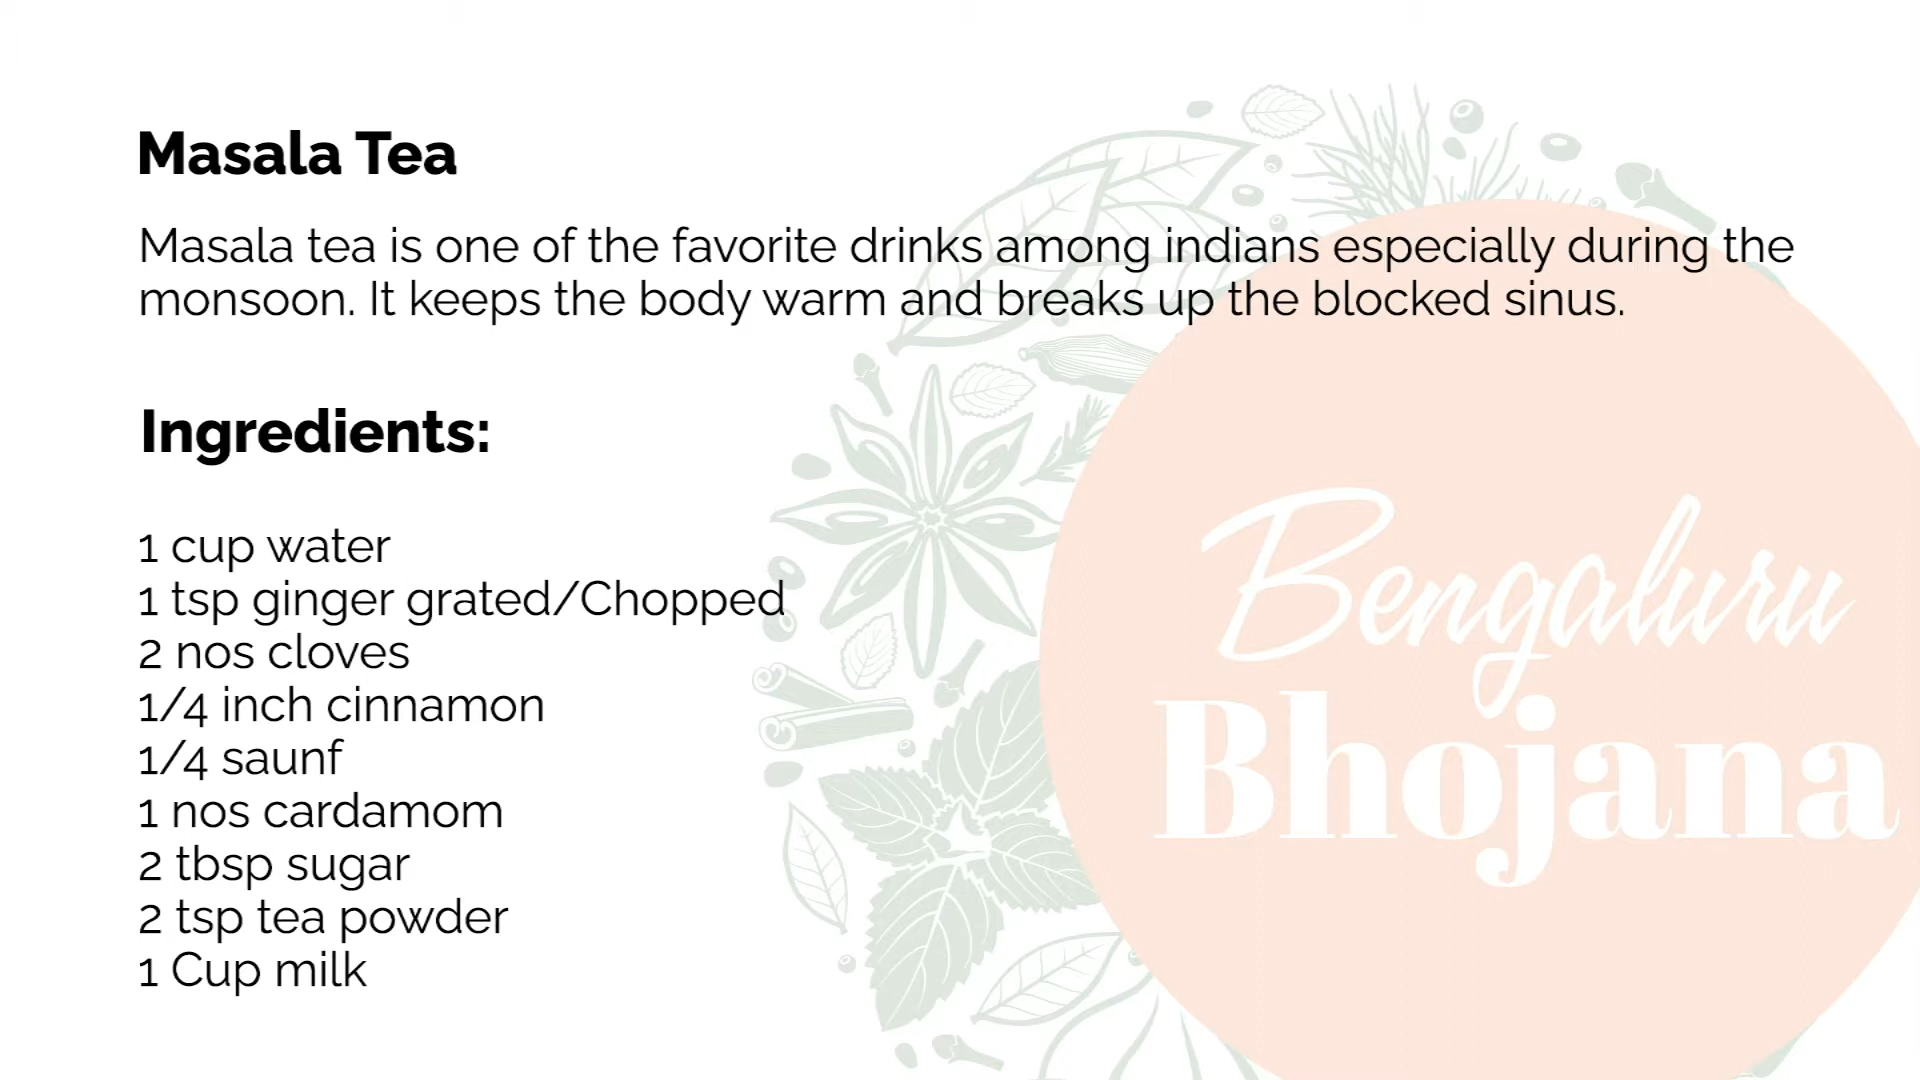 Masala Tea
Masala tea is one of the favorite drinks among indians especially during the
monsoon. It keeps the body warm and breaks up the blocked sinus.
Ingredients:
1 cup water
1 tsp ginger grated/Chopped
2 nos cloves
1/4 inch cinnamon
1/4 saunf
1 nos cardamom
2 tbsp sugar
2 tsp tea powder
1 Cup milk
Bengaluru
Bhojana